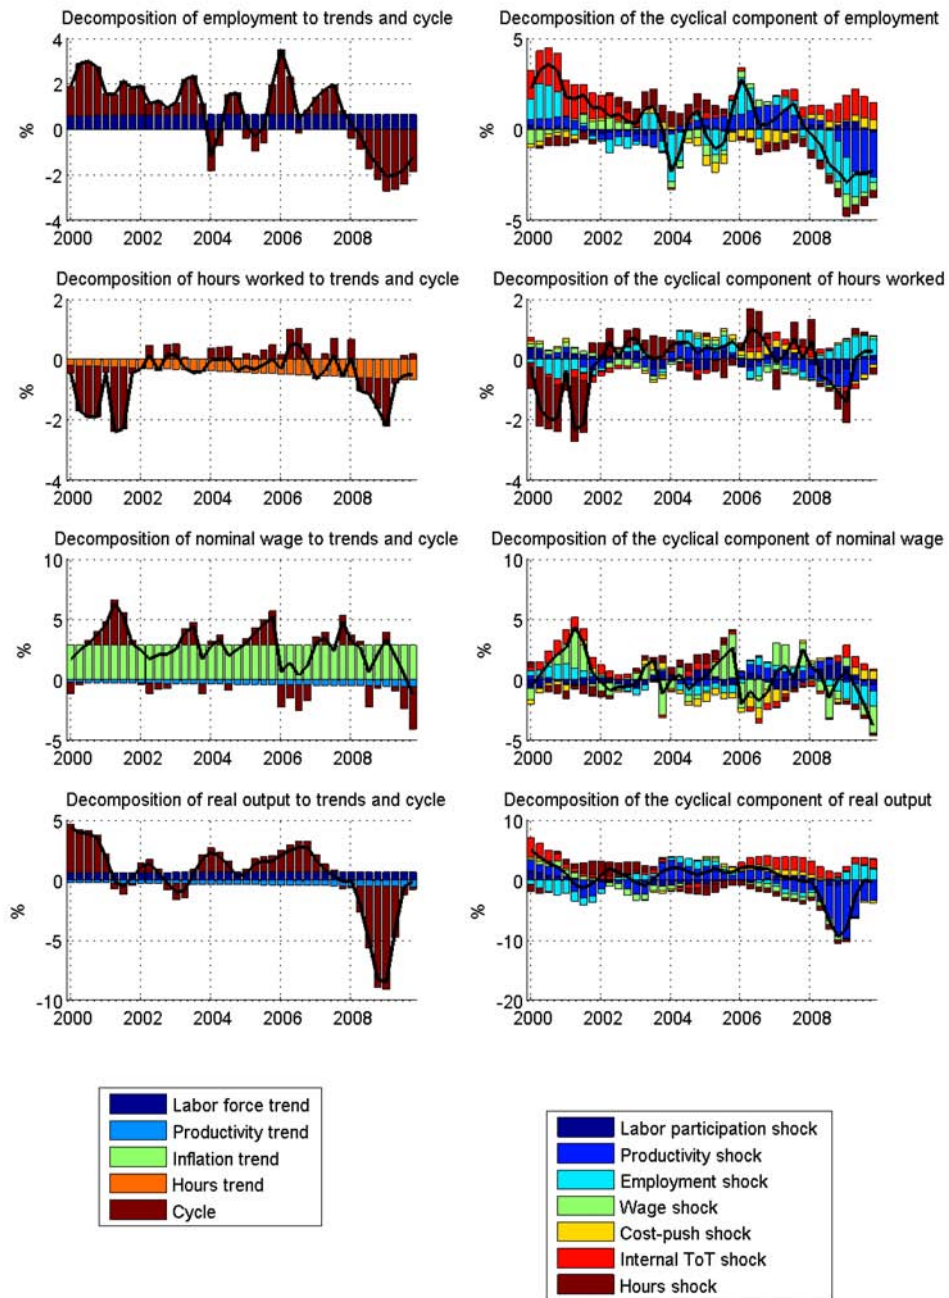 Decomposition of employment to trends and cycle
4
2
0
-2
-4
%
2000 2002 2004 2006 2008
Decomposition of the cyclical component of employment
5
0
-5
%
2000 2002 2004 2006 2008
Decomposition of hours worked to trends and cycle
2
0
-2
-4
%
2000 2002 2004 2006 2008
Decomposition of the cyclical component of hours worked
2
0
-2
-4
%
2000 2002 2004 2006 2008
Decomposition of nominal wage to trends and cycle
10
5
0
-5
%
2000 2002 2004 2006 2008
Decomposition of the cyclical component of nominal wage
10
5
0
-5
%
2000 2002 2004 2006 2008
Decomposition of real output to trends and cycle
5
0
-5
-10
%
2000 2002 2004 2006 2008
Decomposition of the cyclical component of real output
10
0
-10
-20
%
2000 2002 2004 2006 2008
Labor force trend
Productivity trend
Inflation trend
Hours trend
Cycle
Labor participation shock
Productivity shock
Employment shock
Wage shock
Cost-push shock
Internal ToT shock
Hours shock